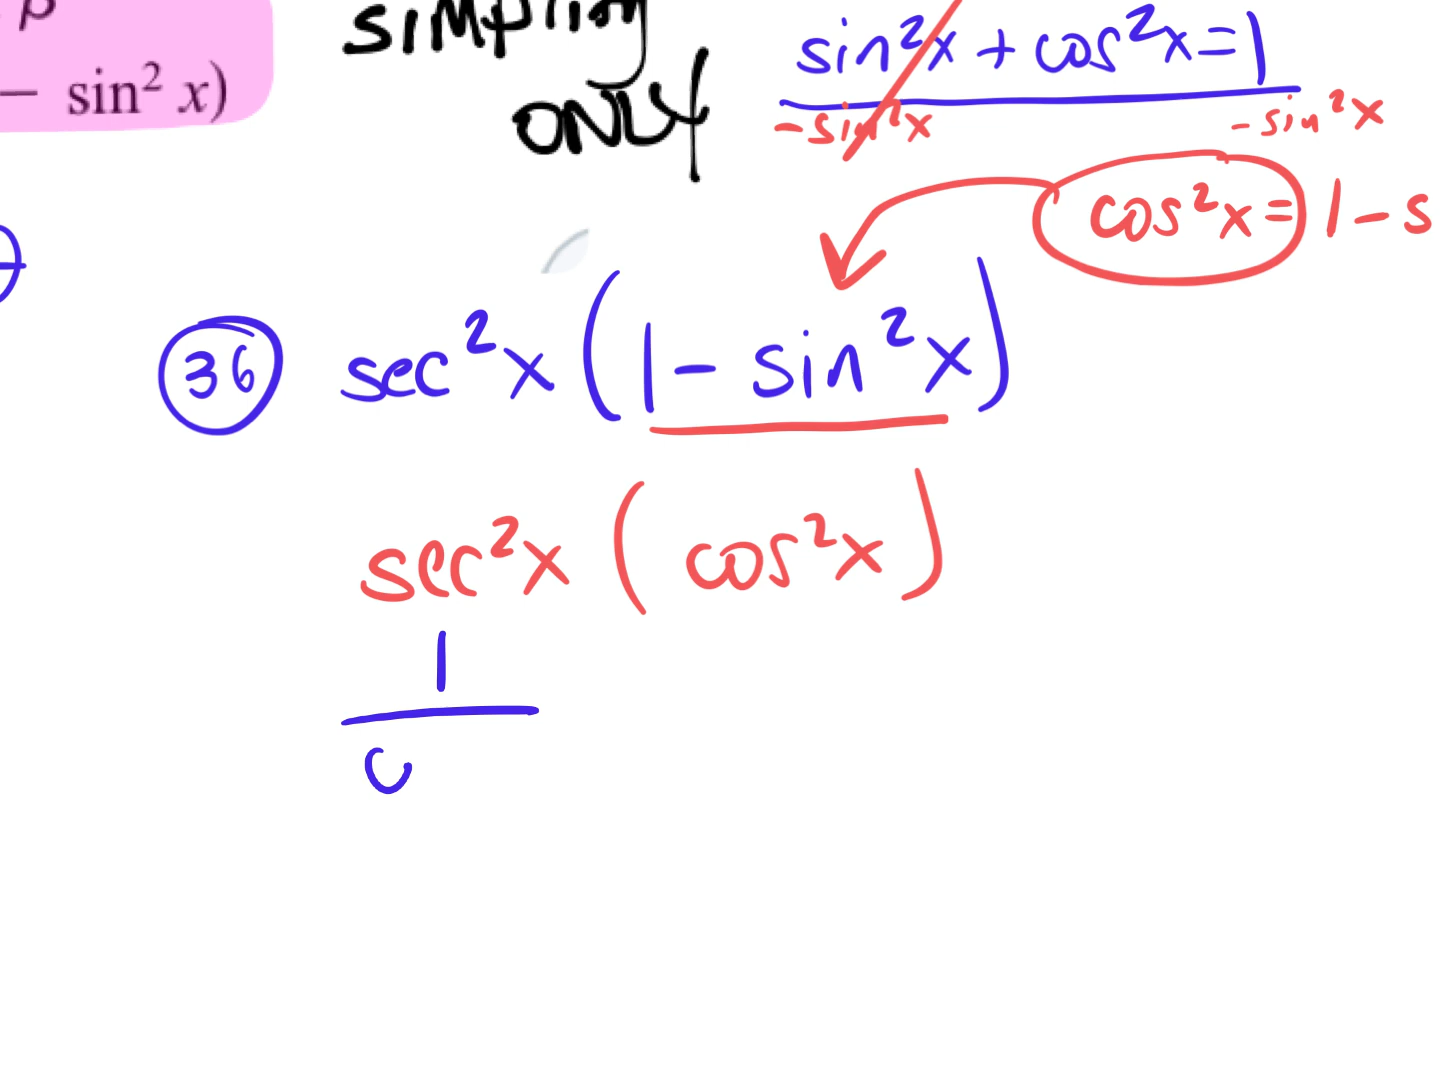 β
− sin² x)
simplify
ONLY
sin²x + cos²x = 1
-sin²x -sin²x
cos²x = 1 - s
36 sec²x (1 - sin²x)
sec²x (cos²x)
1
c